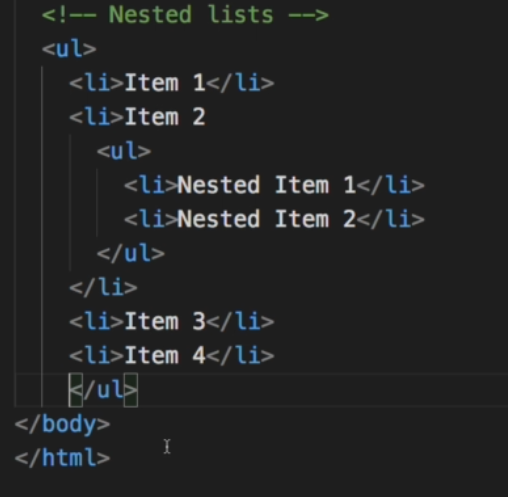 <!-- Nested lists -->
<ul>
<li>Item 1</li>
<li>Item 2
<ul>
<li>Nested Item 1</li>
<li>Nested Item 2</li>
</ul>
</li>
<li>Item 3</li>
<li>Item 4</li>
</ul>
</body>
</html>